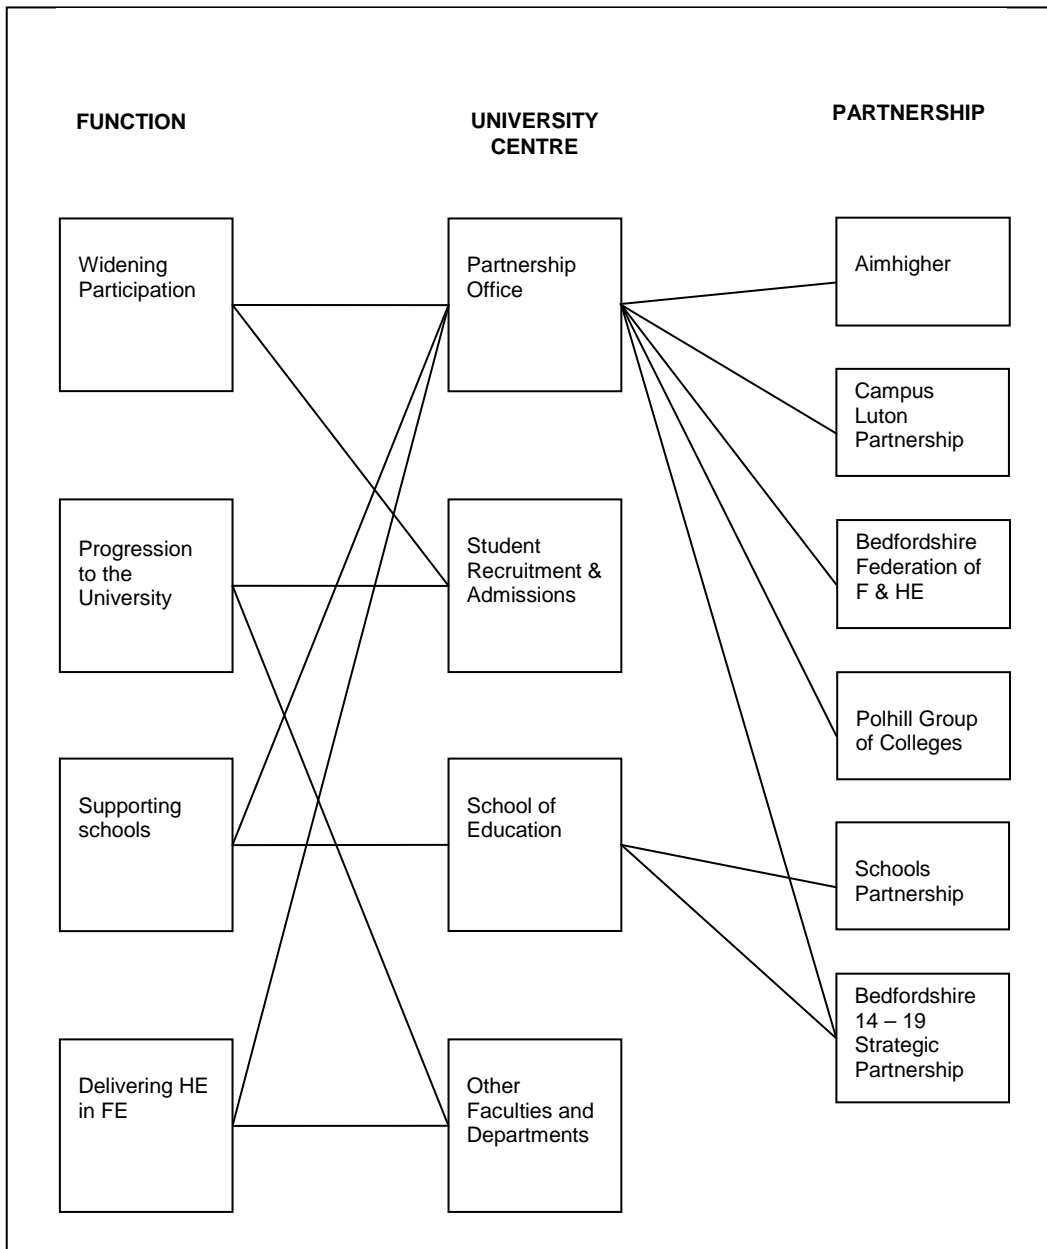 FUNCTION
UNIVERSITY
CENTRE
PARTNERSHIP
Widening
Participation
Partnership
Office
Aimhigher
Campus
Luton
Partnership
Progression
to the
University
Student
Recruitment &
Admissions
Bedfordshire
Federation of
F & HE
Polhill Group
of Colleges
Supporting
schools
School of
Education
Schools
Partnership
Bedfordshire
14 – 19
Strategic
Partnership
Delivering HE
in FE
Other
Faculties and
Departments